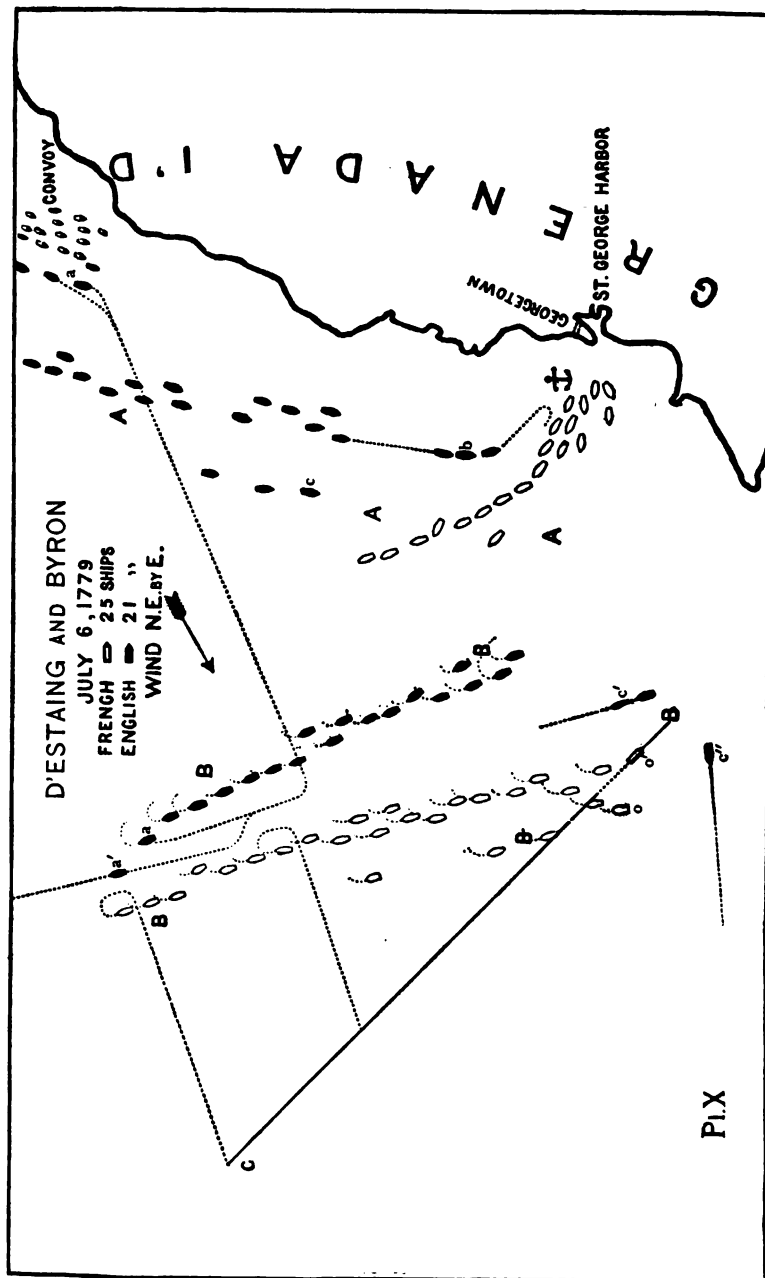 D'ESTAING AND BYRON
JULY 6, 1779
FRENCH 25 SHIPS
ENGLISH 21 "
WIND N.E. BY E.
CONVOY
GRENADA I'D
GEORGETOWN
ST. GEORGE HARBOR
a
A
b
c
A
A
B
a
a'
B
B'
B
c'
B'
c''
C
Pl. X